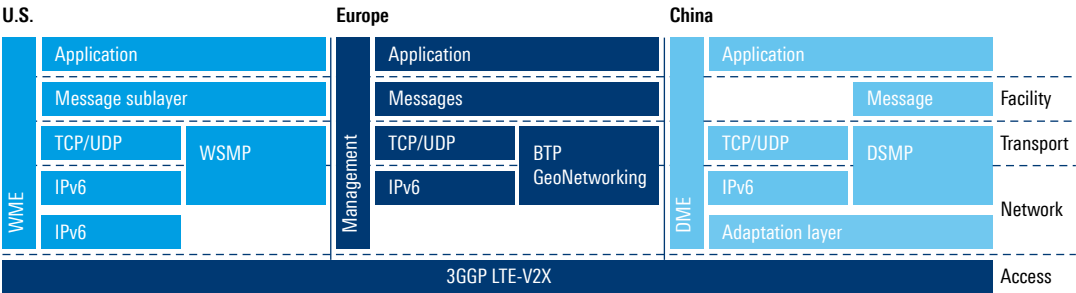 U.S.
Europe
China
WME
Application
Message sublayer
TCP/UDP
WSMP
IPv6
IPv6
Management
Application
Messages
TCP/UDP
BTP
GeoNetworking
IPv6
DME
Application
Message
TCP/UDP
DSMP
IPv6
Adaptation layer
Facility
Transport
Network
3GGP LTE-V2X
Access